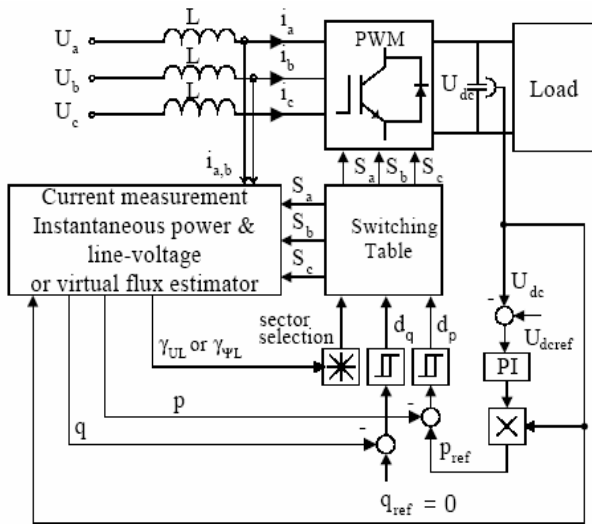 L
U_a i_a PWM
L
U_b i_b U_dc Load
L
U_c i_c
i_a,b S_a S_b S_c
Current measurement
Instantaneous power &
line-voltage
or virtual flux estimator
S_a
S_b
S_c
Switching
Table
U_dc
-
U_dcref
sector
selection
d_q d_p
γ_UL or γ_ΨL
PI
p -
q -
p_ref
q_ref = 0